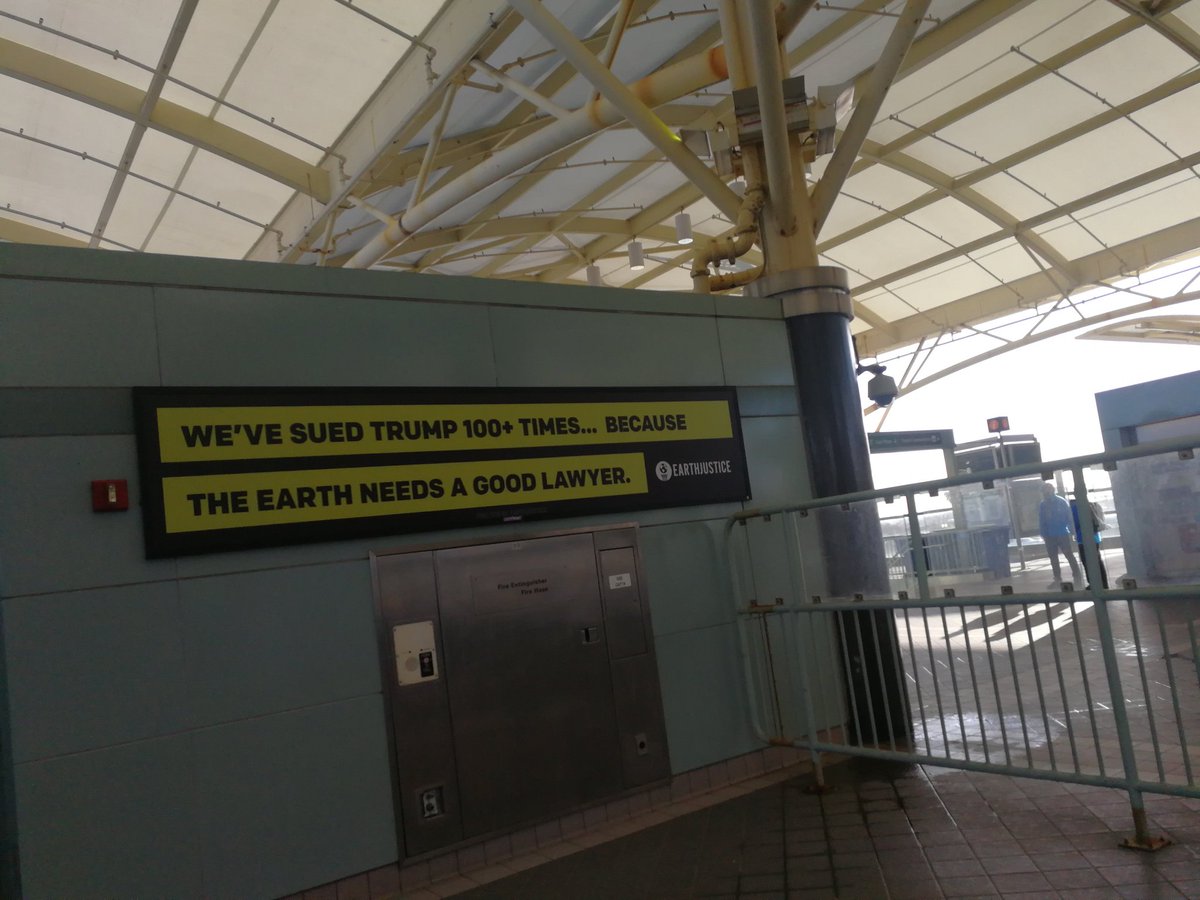 WE'VE SUED TRUMP 100+ TIMES... BECAUSE
THE EARTH NEEDS A GOOD LAWYER.
EARTHJUSTICE
Fire Extinguisher
Fire Hose